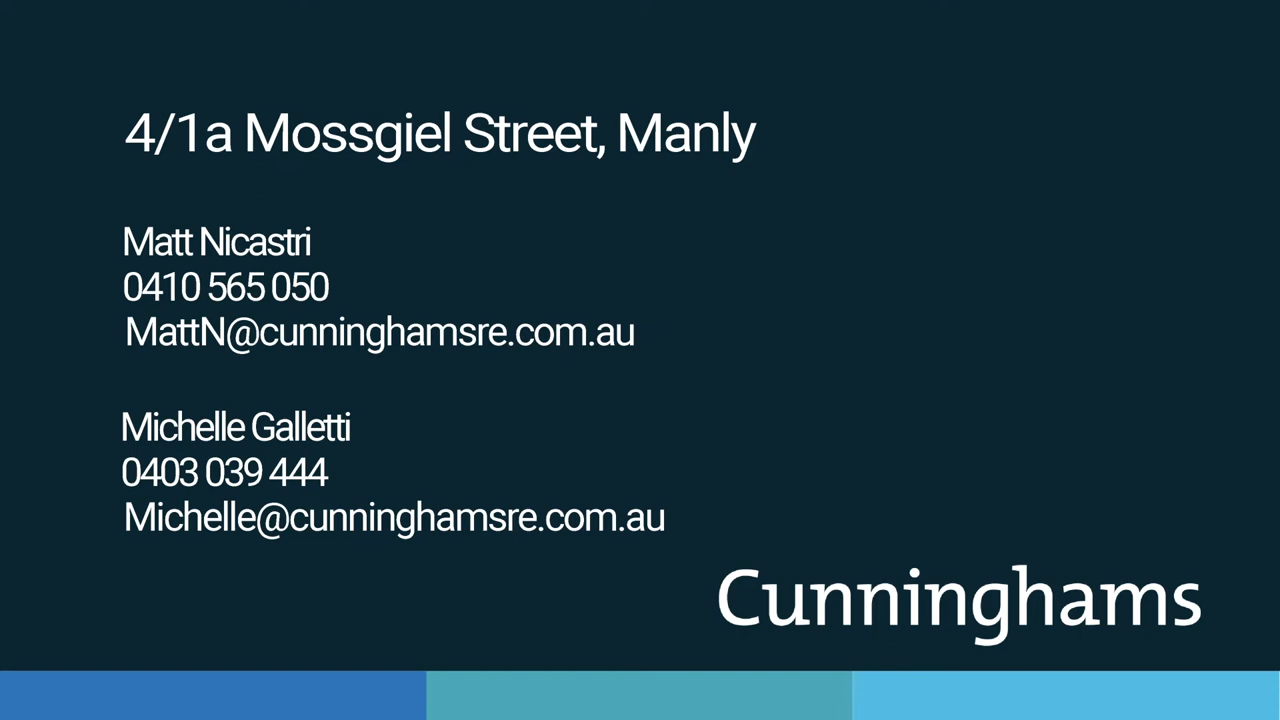 4/1a Mossgiel Street, Manly
Matt Nicastri
0410 565 050
MattN@cunninghamsre.com.au
Michelle Galletti
0403 039 444
Michelle@cunninghamsre.com.au
Cunninghams